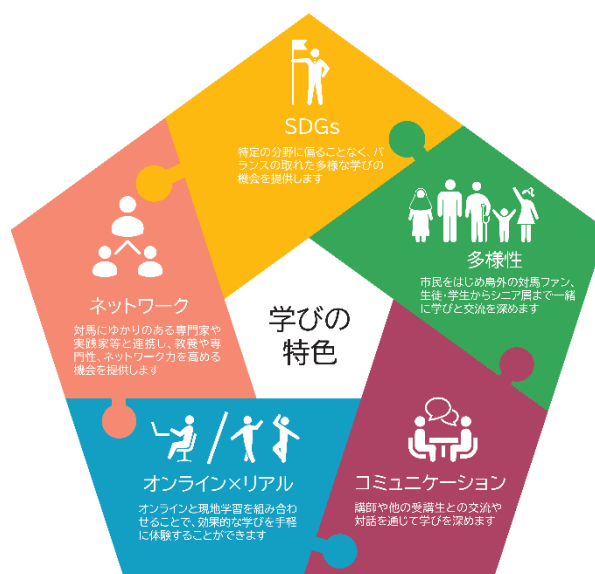 SDGs
特定の分野に偏ることなく、バ
ランスの取れた多様な学びの
機会を提供します
多様性
市民をはじめ島外の対馬ファン、
生徒・学生からシニア層まで一緒
に学びと交流を深めます
ネットワーク
対馬にゆかりのある専門家や
実践家等と連携し、教養や専
門性、ネットワーク力を高める
機会を提供します
学びの
特色
オンライン×リアル
オンラインと現地学習を組み合わ
せることで、効果的な学びを手軽
に体験することができます
コミュニケーション
講師や他の受講生との交流や
対話を通じて学びを深めます